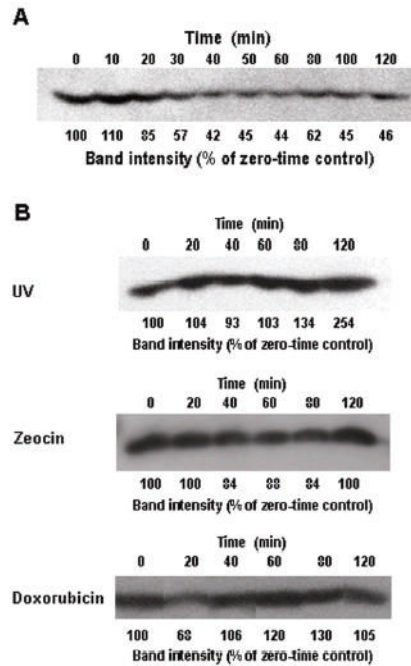 A
Time (min)
0 10 20 30 40 50 60 80 100 120
100 110 85 57 42 45 44 62 45 46
Band intensity (% of zero-time control)
B
Time (min)
0 20 40 60 80 120
UV
100 104 93 103 134 254
Band intensity (% of zero-time control)
Time (min)
0 20 40 60 80 120
Zeocin
100 100 84 88 84 100
Band intensity (% of zero-time control)
Time (min)
0 20 40 60 80 120
Doxorubicin
100 68 106 120 130 105
Band intensity (% of zero-time control)